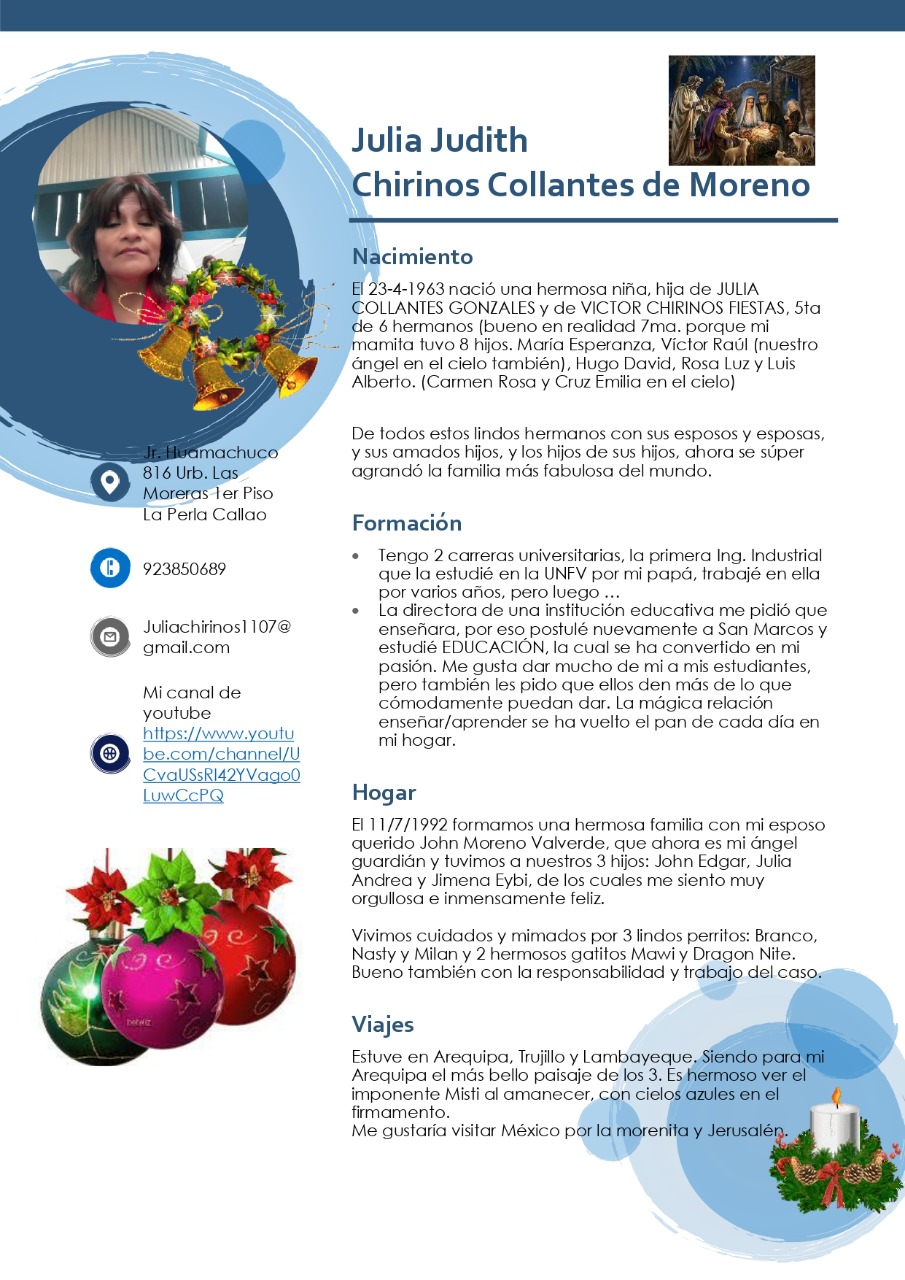 Julia Judith
Chirinos Collantes de Moreno
Nacimiento
El 23-4-1963 nació una hermosa niña, hija de JULIA
COLLANTES GONZALES y de VICTOR CHIRINOS FIESTAS, 5ta
de 6 hermanos (bueno en realidad 7ma. porque mi
mamita tuvo 8 hijos. María Esperanza, Víctor Raúl (nuestro
ángel en el cielo también), Hugo David, Rosa Luz y Luis
Alberto. (Carmen Rosa y Cruz Emilia en el cielo)
De todos estos lindos hermanos con sus esposos y esposas,
y sus amados hijos, y los hijos de sus hijos, ahora se súper
agrandó la familia más fabulosa del mundo.
Formación
• Tengo 2 carreras universitarias, la primera Ing. Industrial
que la estudié en la UNFV por mi papá, trabajé en ella
por varios años, pero luego …
• La directora de una institución educativa me pidió que
enseñara, por eso postulé nuevamente a San Marcos y
estudié EDUCACIÓN, la cual se ha convertido en mi
pasión. Me gusta dar mucho de mi a mis estudiantes,
pero también les pido que ellos den más de lo que
cómodamente puedan dar. La mágica relación
enseñar/aprender se ha vuelto el pan de cada día en
mi hogar.
Hogar
El 11/7/1992 formamos una hermosa familia con mi esposo
querido John Moreno Valverde, que ahora es mi ángel
guardián y tuvimos a nuestros 3 hijos: John Edgar, Julia
Andrea y Jimena Eybi, de los cuales me siento muy
orgullosa e inmensamente feliz.
Vivimos cuidados y mimados por 3 lindos perritos: Branco,
Nasty y Milan y 2 hermosos gatitos Mawi y Dragon Nite.
Bueno también con la responsabilidad y trabajo del caso.
Viajes
Estuve en Arequipa, Trujillo y Lambayeque. Siendo para mi
Arequipa el más bello paisaje de los 3. Es hermoso ver el
imponente Misti al amanecer, con cielos azules en el
firmamento.
Me gustaría visitar México por la morenita y Jerusalén.
Jr. Huamachuco
816 Urb. Las
Moreras 1er Piso
La Perla Callao
923850689
Juliachirinos1107@
gmail.com
Mi canal de
youtube
https://www.youtu
be.com/channel/U
CvaUSsRl42YVago0
LuwCcPQ